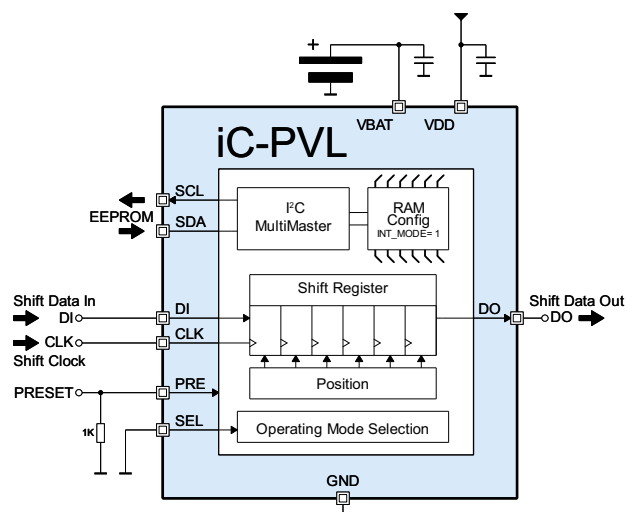 VBAT
VDD
iC-PVL
SCL
EEPROM
SDA
I²C
MultiMaster
RAM
Config
INT_MODE= 1
Shift Register
Shift Data In
DI
DI
CLK
CLK
Shift Clock
DO
Shift Data Out
DO
Position
PRESET
PRE
1K
SEL
Operating Mode Selection
GND